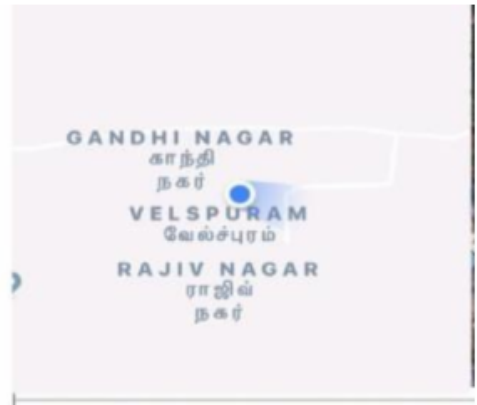 GANDHI NAGAR
காந்தி
நகர்
VELSPURAM
வேல்ச்புரம்
RAJIV NAGAR
ராஜிவ்
நகர்